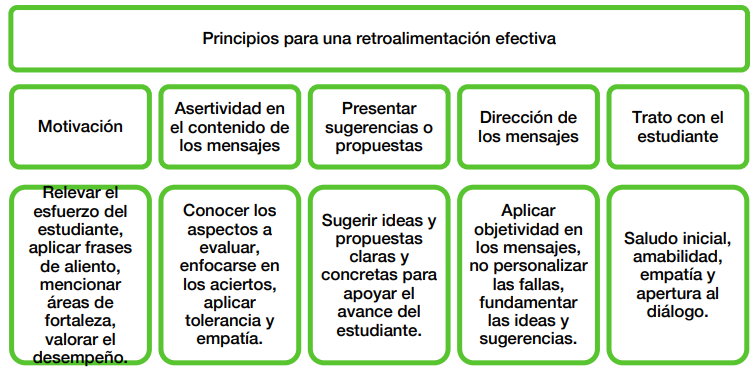 Principios para una retroalimentación efectiva
Motivación
Asertividad en
el contenido de
los mensajes
Presentar
sugerencias o
propuestas
Dirección de
los mensajes
Trato con el
estudiante
Relevar el
esfuerzo del
estudiante,
aplicar frases
de aliento,
mencionar
áreas de
fortaleza,
valorar el
desempeño.
Conocer los
aspectos a
evaluar,
enfocarse en
los aciertos,
aplicar
tolerancia y
empatía.
Sugerir ideas y
propuestas
claras y
concretas para
apoyar el
avance del
estudiante.
Aplicar
objetividad en
los mensajes,
no personalizar
las fallas,
fundamentar
las ideas y
sugerencias.
Saludo inicial,
amabilidad,
empatía y
apertura al
diálogo.